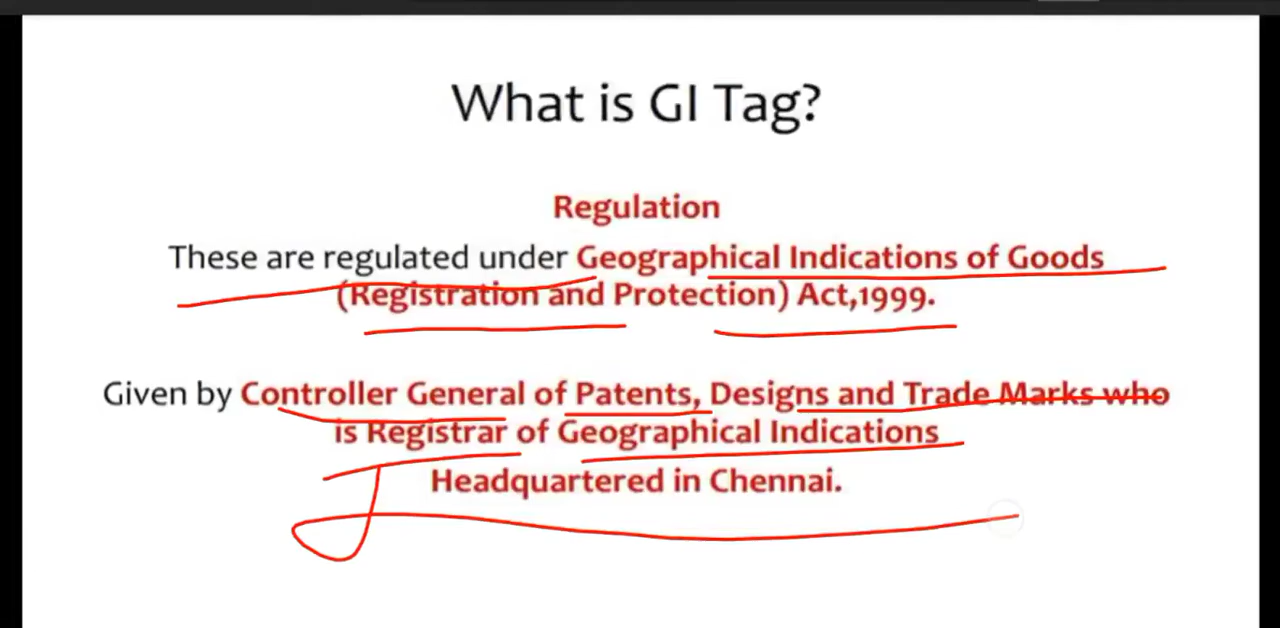 What is GI Tag?
Regulation
These are regulated under Geographical Indications of Goods
(Registration and Protection) Act,1999.
Given by Controller General of Patents, Designs and Trade Marks who
is Registrar of Geographical Indications
Headquartered in Chennai.